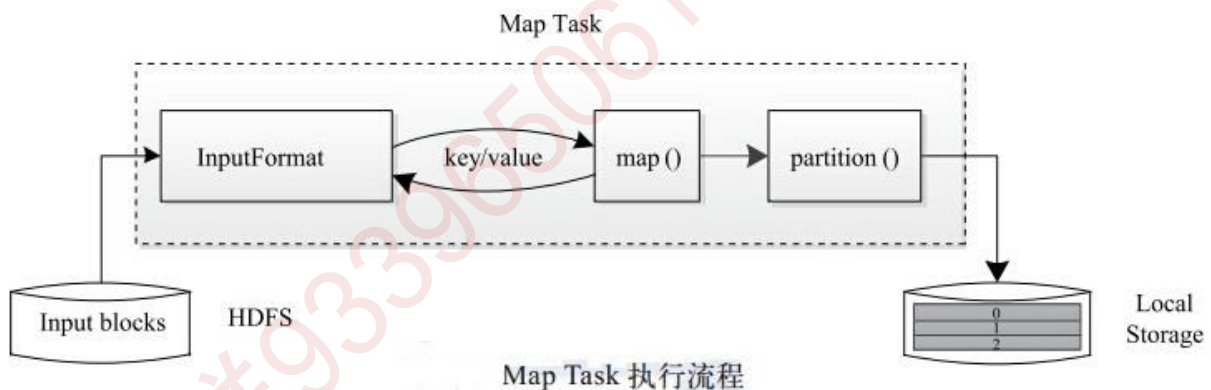 Map Task
InputFormat
key/value
map ()
partition ()
Input blocks
HDFS
0
1
2
Local
Storage
Map Task 执行流程